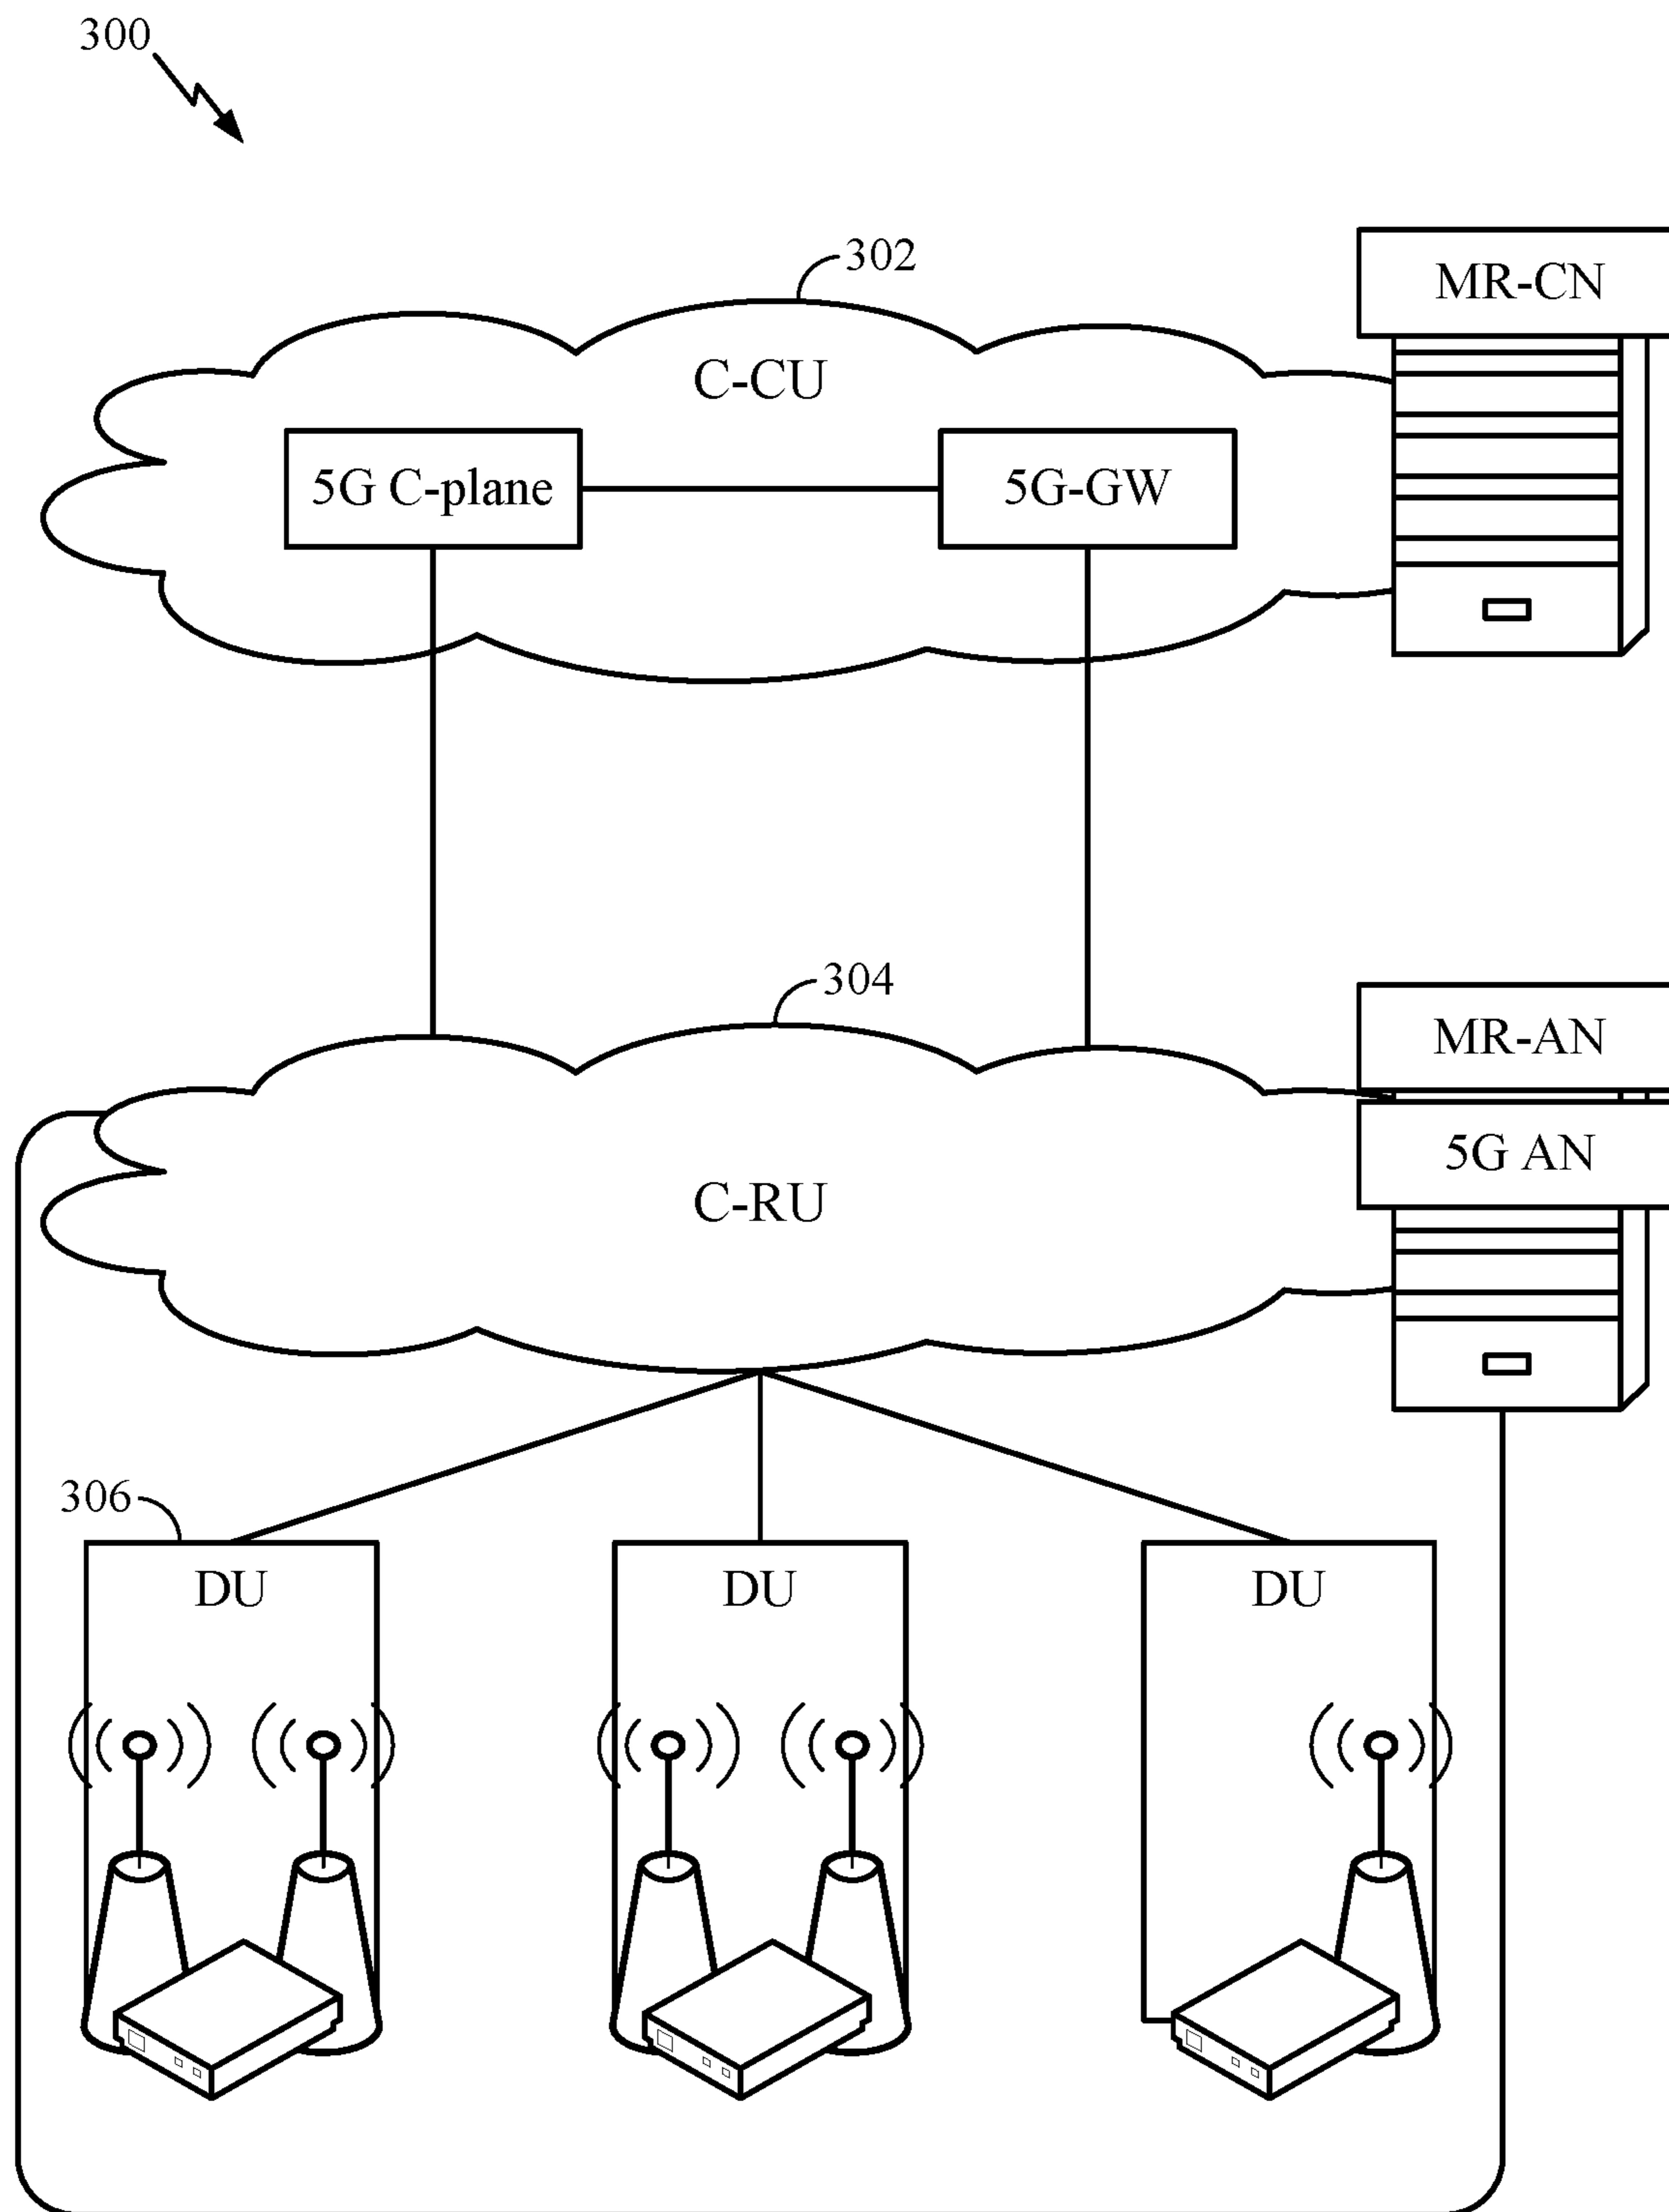 300
302
MR-CN
C-CU
5G C-plane
5G-GW
304
MR-AN
5G AN
C-RU
306
DU
DU
DU